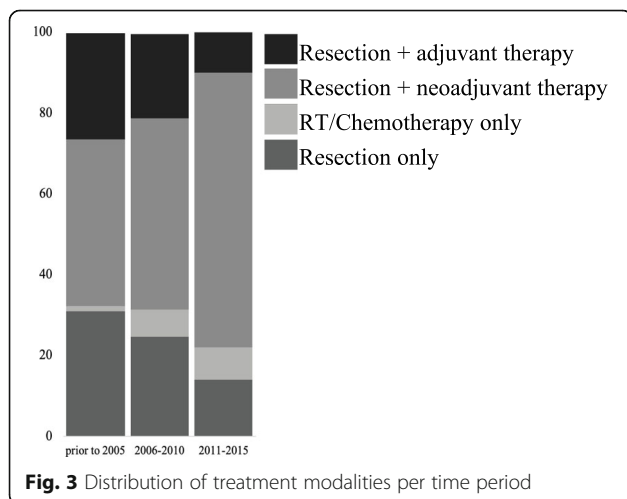 100
80
60
40
20
0
prior to 2005 2006-2010 2011-2015
Resection + adjuvant therapy
Resection + neoadjuvant therapy
RT/Chemotherapy only
Resection only
Fig. 3 Distribution of treatment modalities per time period